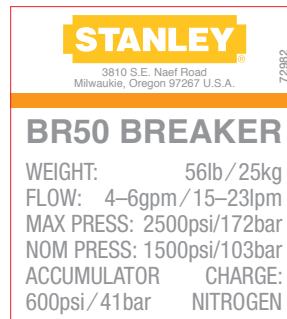 STANLEY®
3810 S.E. Naef Road
Milwaukie, Oregon 97267 U.S.A.
72982
BR50 BREAKER
WEIGHT: 56lb/25kg
FLOW: 4–6gpm/15–23lpm
MAX PRESS: 2500psi/172bar
NOM PRESS: 1500psi/103bar
ACCUMULATOR CHARGE:
600psi/41bar NITROGEN